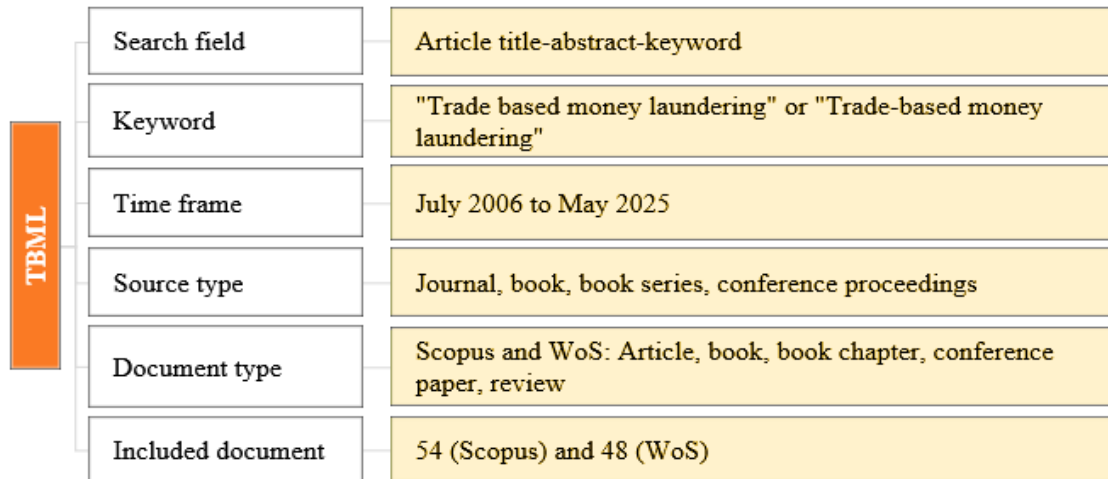 TBML
Search field
Article title-abstract-keyword
Keyword
"Trade based money laundering" or "Trade-based money
laundering"
Time frame
July 2006 to May 2025
Source type
Journal, book, book series, conference proceedings
Document type
Scopus and WoS: Article, book, book chapter, conference
paper, review
Included document
54 (Scopus) and 48 (WoS)